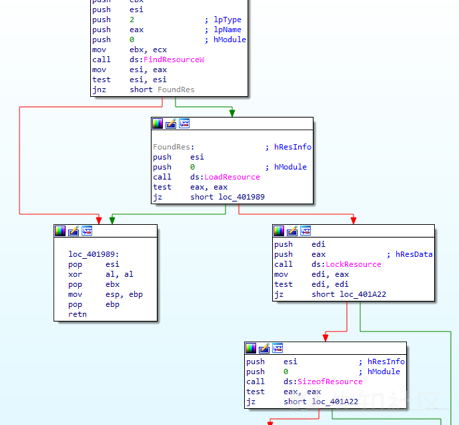 push    ebx
push    esi
push    2               ; lpType
push    eax             ; lpName
push    0               ; hModule
mov     ebx, ecx
call    ds:FindResourceW
mov     esi, eax
test    esi, esi
jnz     short FoundRes
FoundRes:               ; hResInfo
push    esi
push    0               ; hModule
call    ds:LoadResource
test    eax, eax
jz      short loc_401989
loc_401989:
pop     esi
xor     al, al
pop     ebx
mov     esp, ebp
pop     ebp
retn
push    edi
push    eax             ; hResData
call    ds:LockResource
mov     edi, eax
test    edi, edi
jz      short loc_401A22
push    esi             ; hResInfo
push    0               ; hModule
call    ds:SizeofResource
test    eax, eax
jz      short loc_401A22